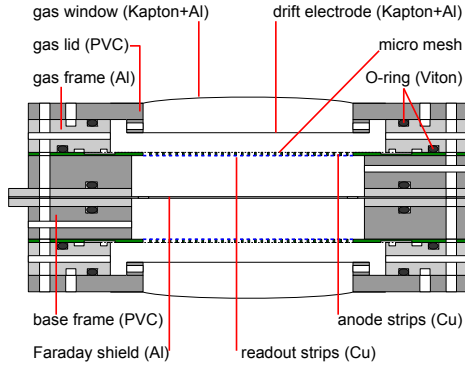 gas window (Kapton+Al) drift electrode (Kapton+Al)
gas lid (PVC) micro mesh
gas frame (Al) O-ring (Viton)
base frame (PVC) anode strips (Cu)
Faraday shield (Al) readout strips (Cu)